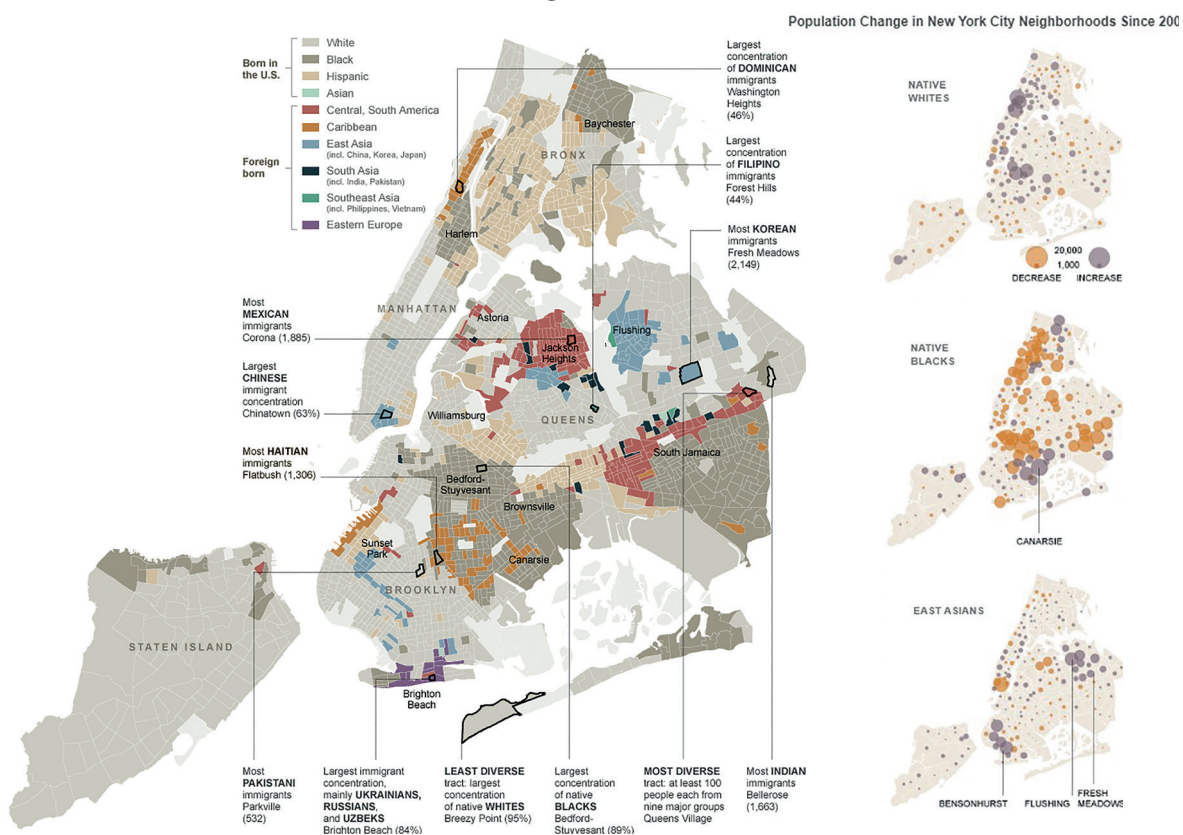 Population Change in New York City Neighborhoods Since 200
Born in
the U.S.
White
Black
Hispanic
Asian
Foreign
born
Central, South America
Caribbean
East Asia
(incl. China, Korea, Japan)
South Asia
(incl. India, Pakistan)
Southeast Asia
(incl. Philippines, Vietnam)
Eastern Europe
Largest
concentration
of DOMINICAN
immigrants
Washington
Heights
(46%)
Largest
concentration
of FILIPINO
immigrants
Forest Hills
(44%)
Most KOREAN
immigrants
Fresh Meadows
(2,149)
Most
MEXICAN
immigrants
Corona (1,885)
Largest
CHINESE
immigrant
concentration
Chinatown (63%)
Most HAITIAN
immigrants
Flatbush (1,306)
Baychester
BRONX
Harlem
MANHATTAN
Astoria
Jackson
Heights
Flushing
Williamsburg
QUEENS
South Jamaica
Bedford-
Stuyvesant
Brownsville
Sunset
Park
Canarsie
BROOKLYN
STATEN ISLAND
Brighton
Beach
Most
PAKISTANI
immigrants
Parkville
(532)
Largest immigrant
concentration,
mainly UKRAINIANS,
RUSSIANS,
and UZBEKS
Brighton Beach (84%)
LEAST DIVERSE
tract: largest
concentration
of native WHITES
Breezy Point (95%)
Largest
concentration
of native
BLACKS
Bedford-
Stuyvesant (89%)
MOST DIVERSE
tract: at least 100
people each from
nine major groups
Queens Village
Most INDIAN
immigrants
Bellerose
(1,663)
NATIVE
WHITES
20,000
1,000
DECREASE
INCREASE
NATIVE
BLACKS
CANARSIE
EAST ASIANS
BENSONHURST
FLUSHING
FRESH
MEADOWS